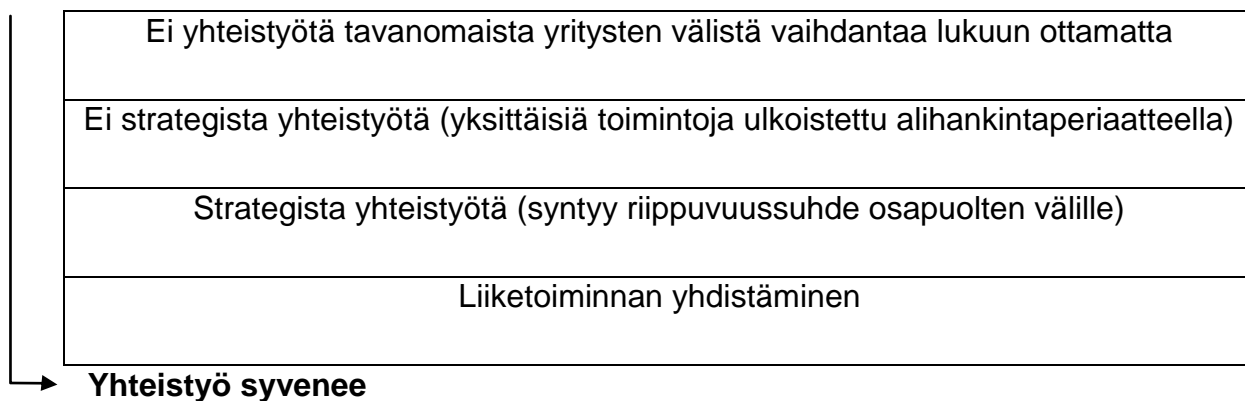 Ei yhteistyötä tavanomaista yritysten välistä vaihdantaa lukuun ottamatta
Ei strategista yhteistyötä (yksittäisiä toimintoja ulkoistettu alihankintaperiaatteella)
Strategista yhteistyötä (syntyy riippuvuussuhde osapuolten välille)
Liiketoiminnan yhdistäminen
Yhteistyö syvenee